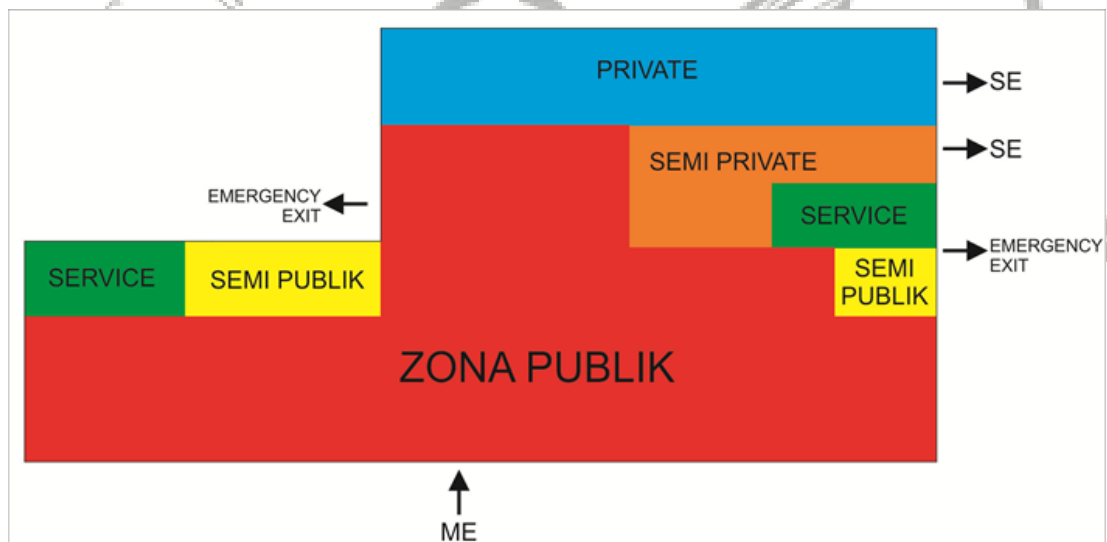 PRIVATE
SE
SEMI PRIVATE
SE
EMERGENCY
EXIT
SERVICE
EMERGENCY
EXIT
SERVICE
SEMI PUBLIK
SEMI
PUBLIK
ZONA PUBLIK
ME